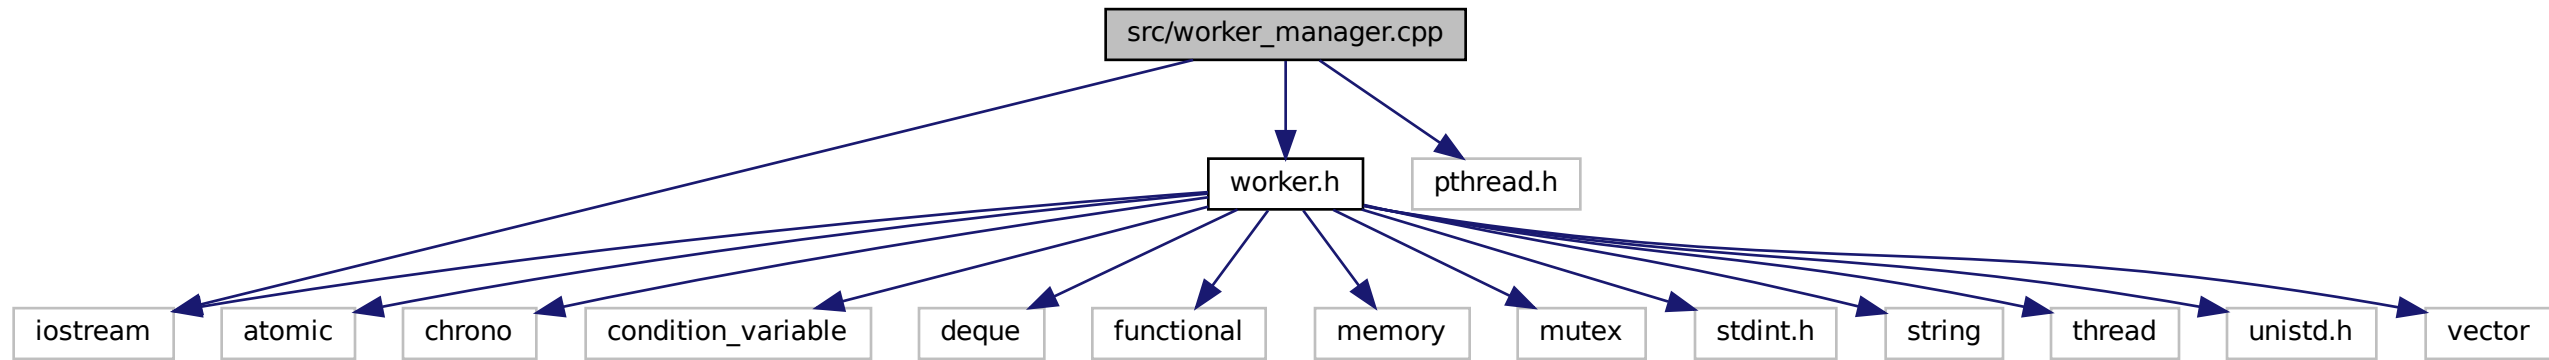 src/worker_manager.cpp
worker.h
pthread.h
iostream
atomic
chrono
condition_variable
deque
functional
memory
mutex
stdint.h
string
thread
unistd.h
vector